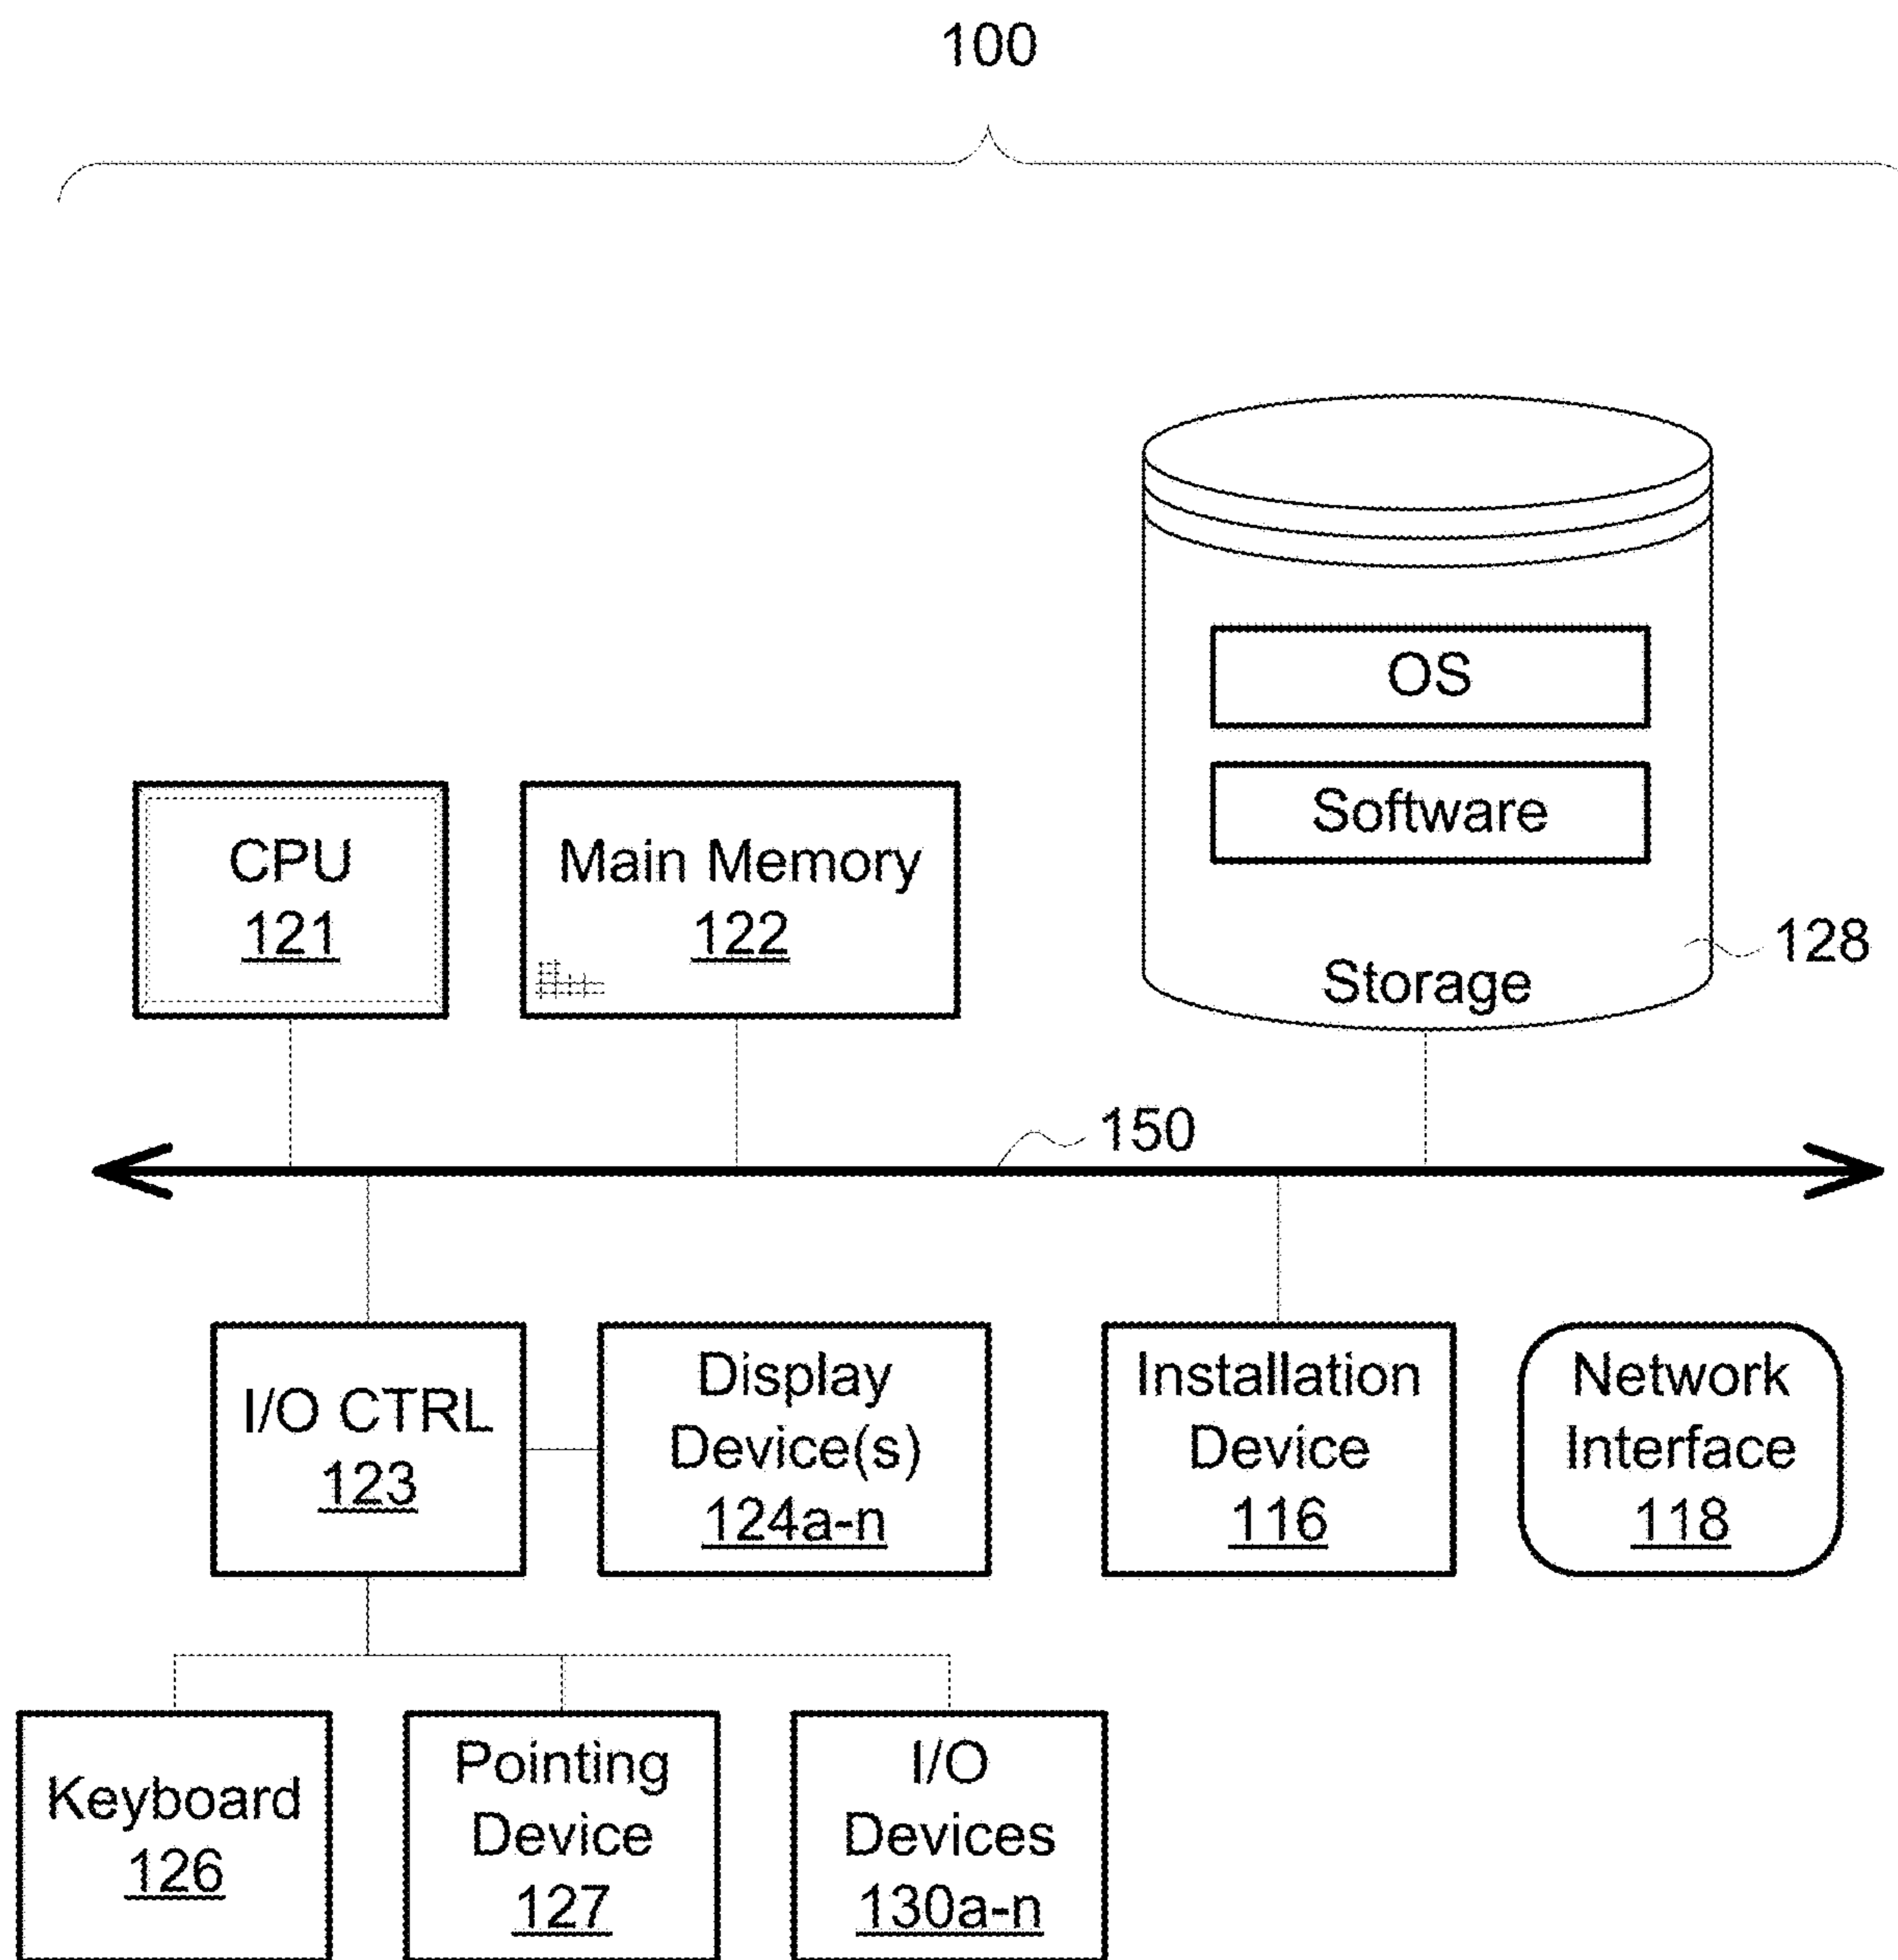 100
OS
Software
CPU
121
Main Memory
122
Storage
128
150
I/O CTRL
123
Display
Device(s)
124a-n
Installation
Device
116
Network
Interface
118
Keyboard
126
Pointing
Device
127
I/O
Devices
130a-n